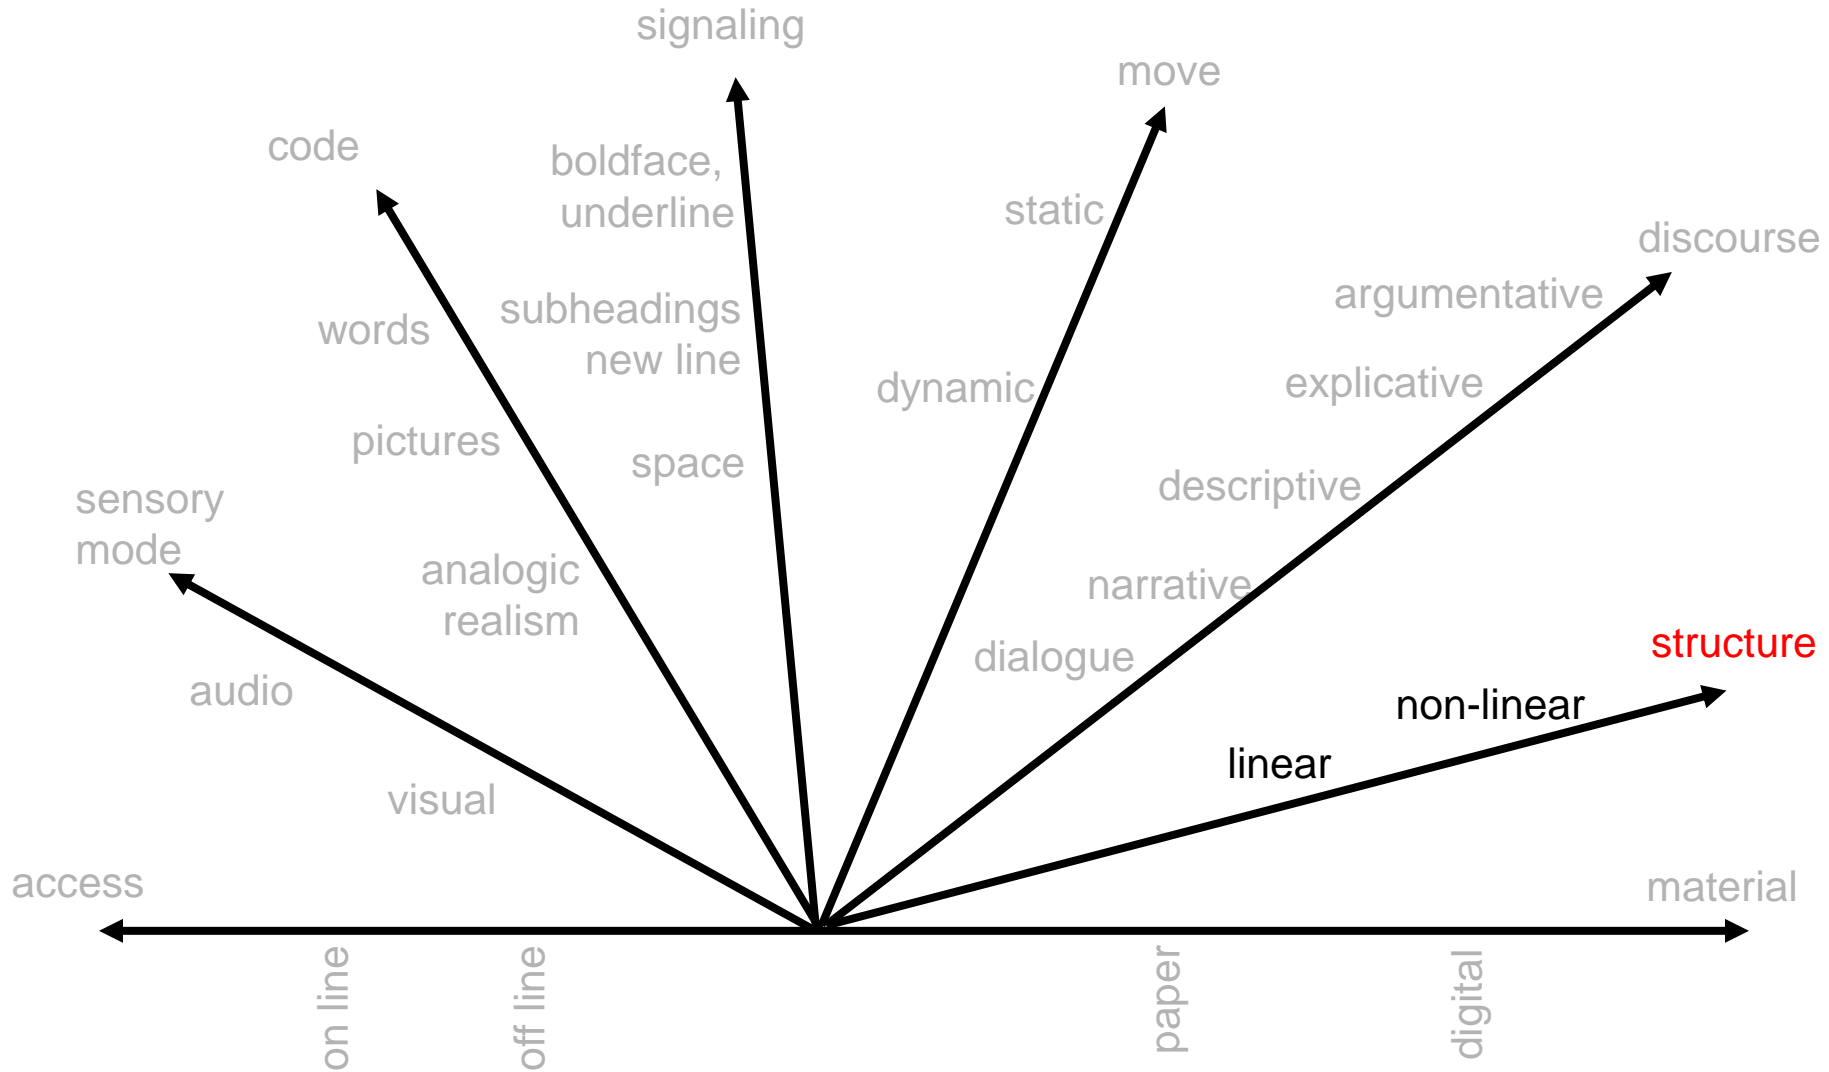 signaling
move
code
boldface,
underline
static
discourse
argumentative
words
subheadings
new line
dynamic
explicative
pictures
space
descriptive
sensory
mode
analogic
realism
narrative
dialogue
structure
audio
non-linear
linear
visual
access
material
on line
off line
paper
digital